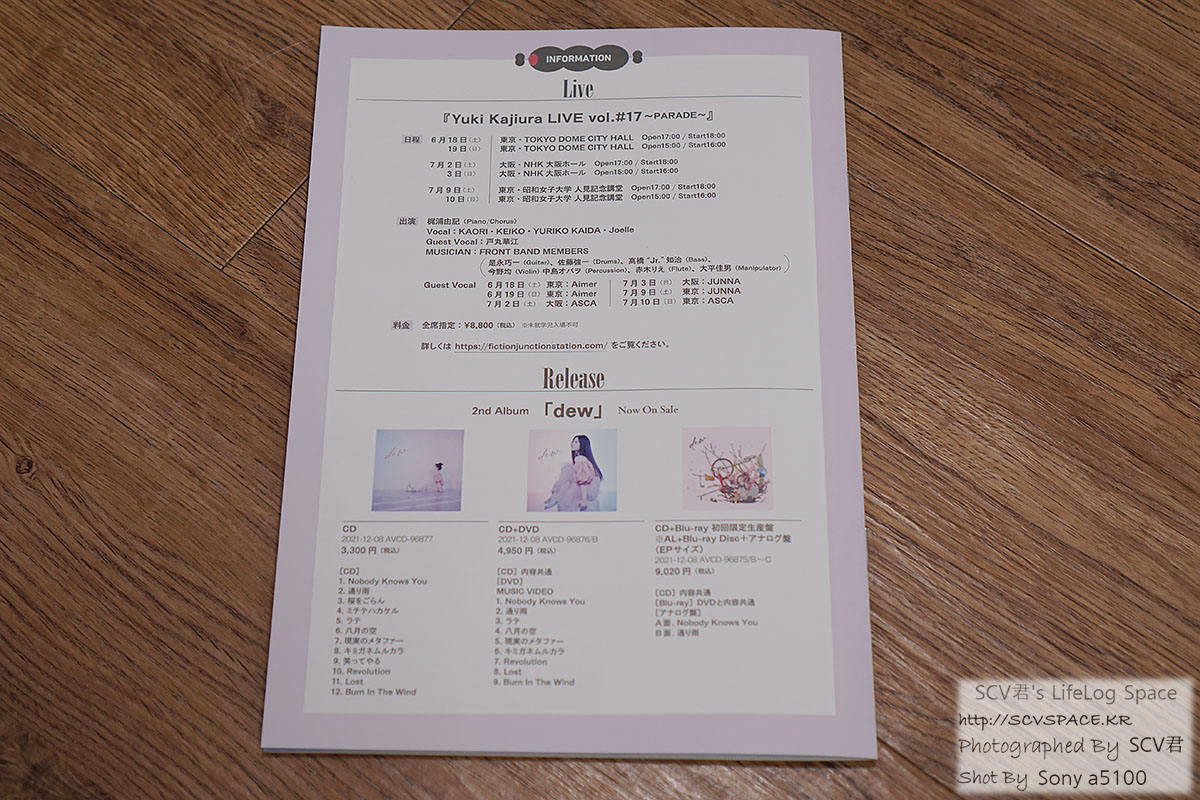 INFORMATION
Live
『Yuki Kajiura LIVE vol.#17 ～PARADE～』
日程 6月18日（土） 東京・TOKYO DOME CITY HALL Open17:00 / Start18:00
19日（日） 東京・TOKYO DOME CITY HALL Open15:00 / Start16:00
7月2日（土） 大阪・NHK 大阪ホール Open17:00 / Start18:00
3日（日） 大阪・NHK 大阪ホール Open15:00 / Start16:00
7月9日（土） 東京・昭和女子大学 人見記念講堂 Open17:00 / Start18:00
10日（日） 東京・昭和女子大学 人見記念講堂 Open15:00 / Start16:00
出演 梶浦由記（Piano/Chorus）
Vocal：KAORI・KEIKO・YURIKO KAIDA・Joelle
Guest Vocal：戸丸華江
MUSICIAN：FRONT BAND MEMBERS
（是永巧一（Guitar）、佐藤強一（Drums）、高橋 "Jr." 知治（Bass）、
今野均（Violin）中島オバヲ（Percussion）、赤木りえ（Flute）、大平佳男（Manipulator））
Guest Vocal 6月18日（土）東京：Aimer 7月3日（日）大阪：JUNNA
6月19日（日）東京：Aimer 7月9日（土）東京：JUNNA
7月2日（土）大阪：ASCA 7月10日（日）東京：ASCA
料金 全席指定：¥8,800（税込） ※未就学児入場不可
詳しくは https://fictionjunctionstation.com/ をご覧ください。
Release
2nd Album 「dew」 Now On Sale
dew
dew
dew
CD
2021-12-08 AVCD-96877
3,300円（税込）
［CD］
1. Nobody Knows You
2. 通り雨
3. 桜をごらん
4. ミチテハカケル
5. ラテ
6. 八月の空
7. 現実のメタファー
8. キミガネムルカラ
9. 笑ってやる
10. Revolution
11. Lost
12. Burn In The Wind
CD+DVD
2021-12-08 AVCD-96876/B
4,950円（税込）
［CD］内容共通
［DVD］
MUSIC VIDEO
1. Nobody Knows You
2. 通り雨
3. ラテ
4. 八月の空
5. 現実のメタファー
6. キミガネムルカラ
7. Revolution
8. Lost
9. Burn In The Wind
CD+Blu-ray 初回限定生産盤
※AL+Blu-ray Disc＋アナログ盤
（EPサイズ）
2021-12-08 AVCD-96875/B～C
9,020円（税込）
［CD］内容共通
［Blu-ray］DVDと内容共通
［アナログ盤］
A面. Nobody Knows You
B面. 通り雨
SCV君's LifeLog Space
http://SCVSPACE.KR
Photographed By SCV君
Shot By Sony a5100